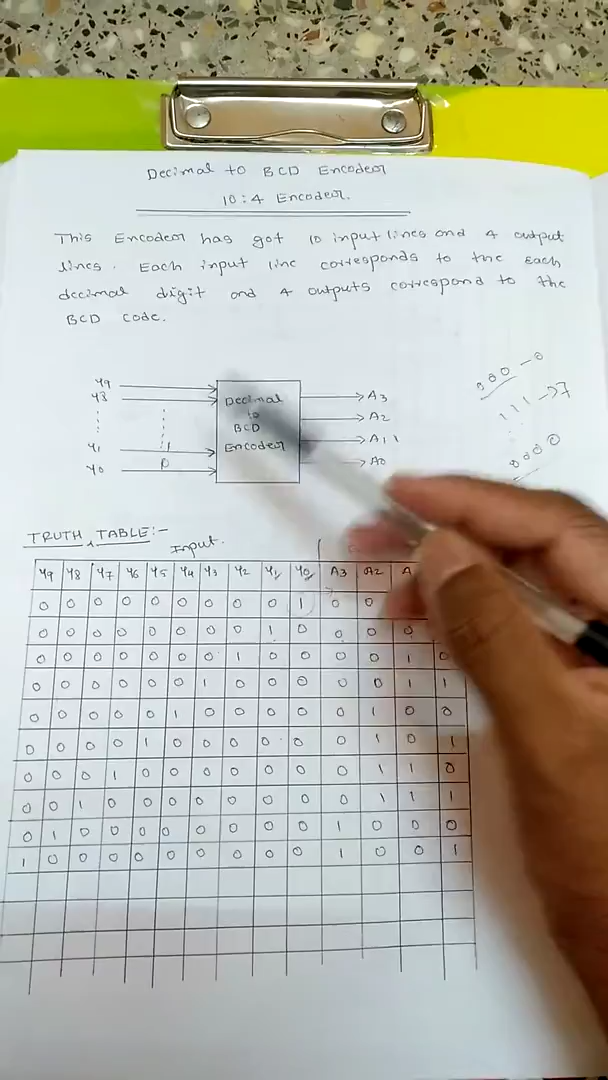 Decimal to BCD Encoder
10:4 Encoder.
This Encoder has got 10 input lines and 4 output
lines. Each input line corresponds to the each
decimal digit and 4 outputs correspond to the
BCD code.
Y9
Y8
Y1
Y0
1
0
Decimal
to
BCD
Encoder
A3
A2
A1 1
A0
000-0
111->7
0000
TRUTH TABLE:-
Input.
Y9 Y8 Y7 Y6 Y5 Y4 Y3 Y2 Y1 Y0 A3 A2 A
0 0 0 0 0 0 0 0 0 1 0 0
0 0 0 0 0 0 0 0 1 0 0 0 0
0 0 0 0 0 0 0 1 0 0 0 0 1 0
0 0 0 0 0 0 1 0 0 0 0 0 1 1
0 0 0 0 0 1 0 0 0 0 0 1 0 0
0 0 0 0 1 0 0 0 0 0 0 1 0 1
0 0 0 1 0 0 0 0 0 0 0 1 1 0
0 0 1 0 0 0 0 0 0 0 0 1 1 1
0 1 0 0 0 0 0 0 0 0 1 0 0 0
1 0 0 0 0 0 0 0 0 0 1 0 0 1